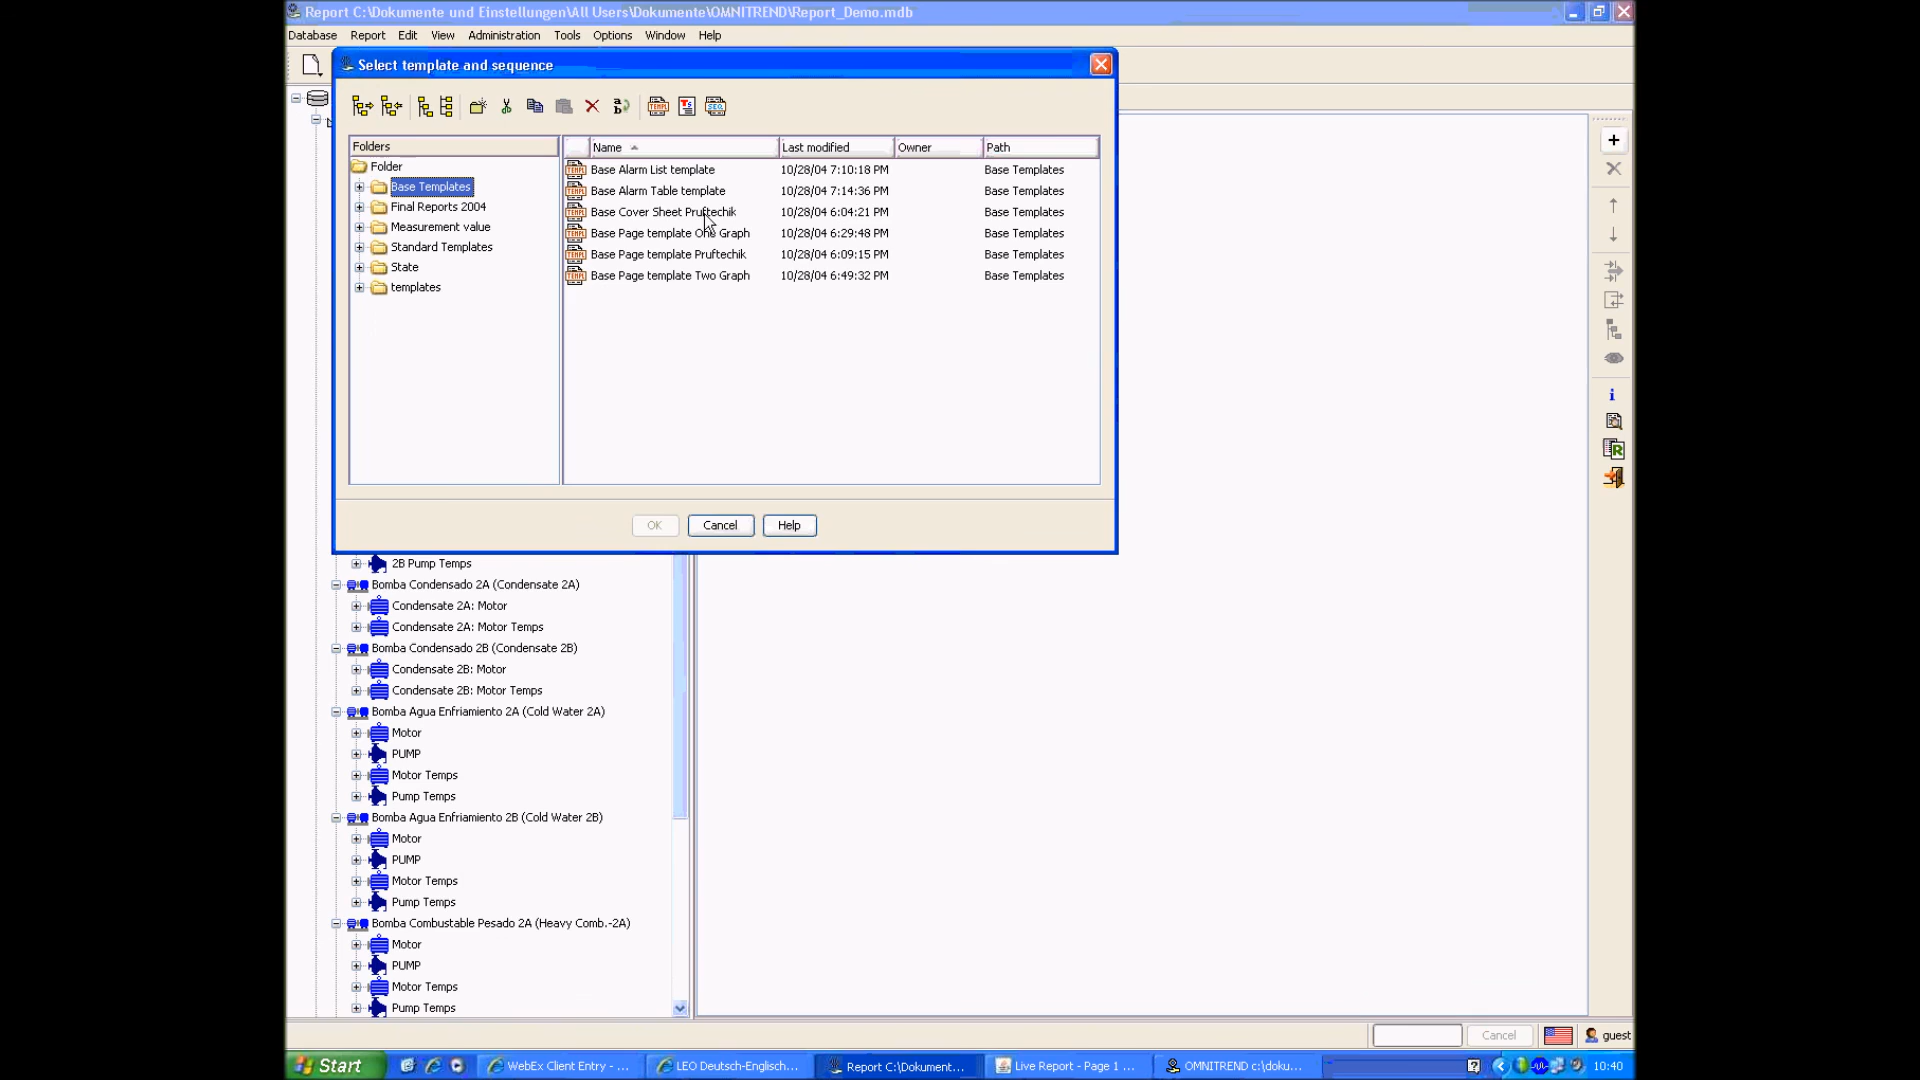 Report C:\Dokumente und Einstellungen\All Users\Dokumente\OMNITREND\Report_Demo.mdb
Database Report Edit View Administration Tools Options Window Help
Select template and sequence
Folders
Folder
Base Templates
Final Reports 2004
Measurement value
Standard Templates
State
templates
Name Last modified Owner Path
Base Alarm List template 10/28/04 7:10:18 PM Base Templates
Base Alarm Table template 10/28/04 7:14:36 PM Base Templates
Base Cover Sheet Pruftechik 10/28/04 6:04:21 PM Base Templates
Base Page template One Graph 10/28/04 6:29:48 PM Base Templates
Base Page template Pruftechik 10/28/04 6:09:15 PM Base Templates
Base Page template Two Graph 10/28/04 6:49:32 PM Base Templates
OK Cancel Help
2B Pump Temps
Bomba Condensado 2A (Condensate 2A)
Condensate 2A: Motor
Condensate 2A: Motor Temps
Bomba Condensado 2B (Condensate 2B)
Condensate 2B: Motor
Condensate 2B: Motor Temps
Bomba Agua Enfriamiento 2A (Cold Water 2A)
Motor
PUMP
Motor Temps
Pump Temps
Bomba Agua Enfriamiento 2B (Cold Water 2B)
Motor
PUMP
Motor Temps
Pump Temps
Bomba Combustable Pesado 2A (Heavy Comb.-2A)
Motor
PUMP
Motor Temps
Pump Temps
Cancel guest
Start WebEx Client Entry - ... LEO Deutsch-Englisch... Report C:\Dokument... Live Report - Page 1 ... OMNITREND c:\doku... 10:40